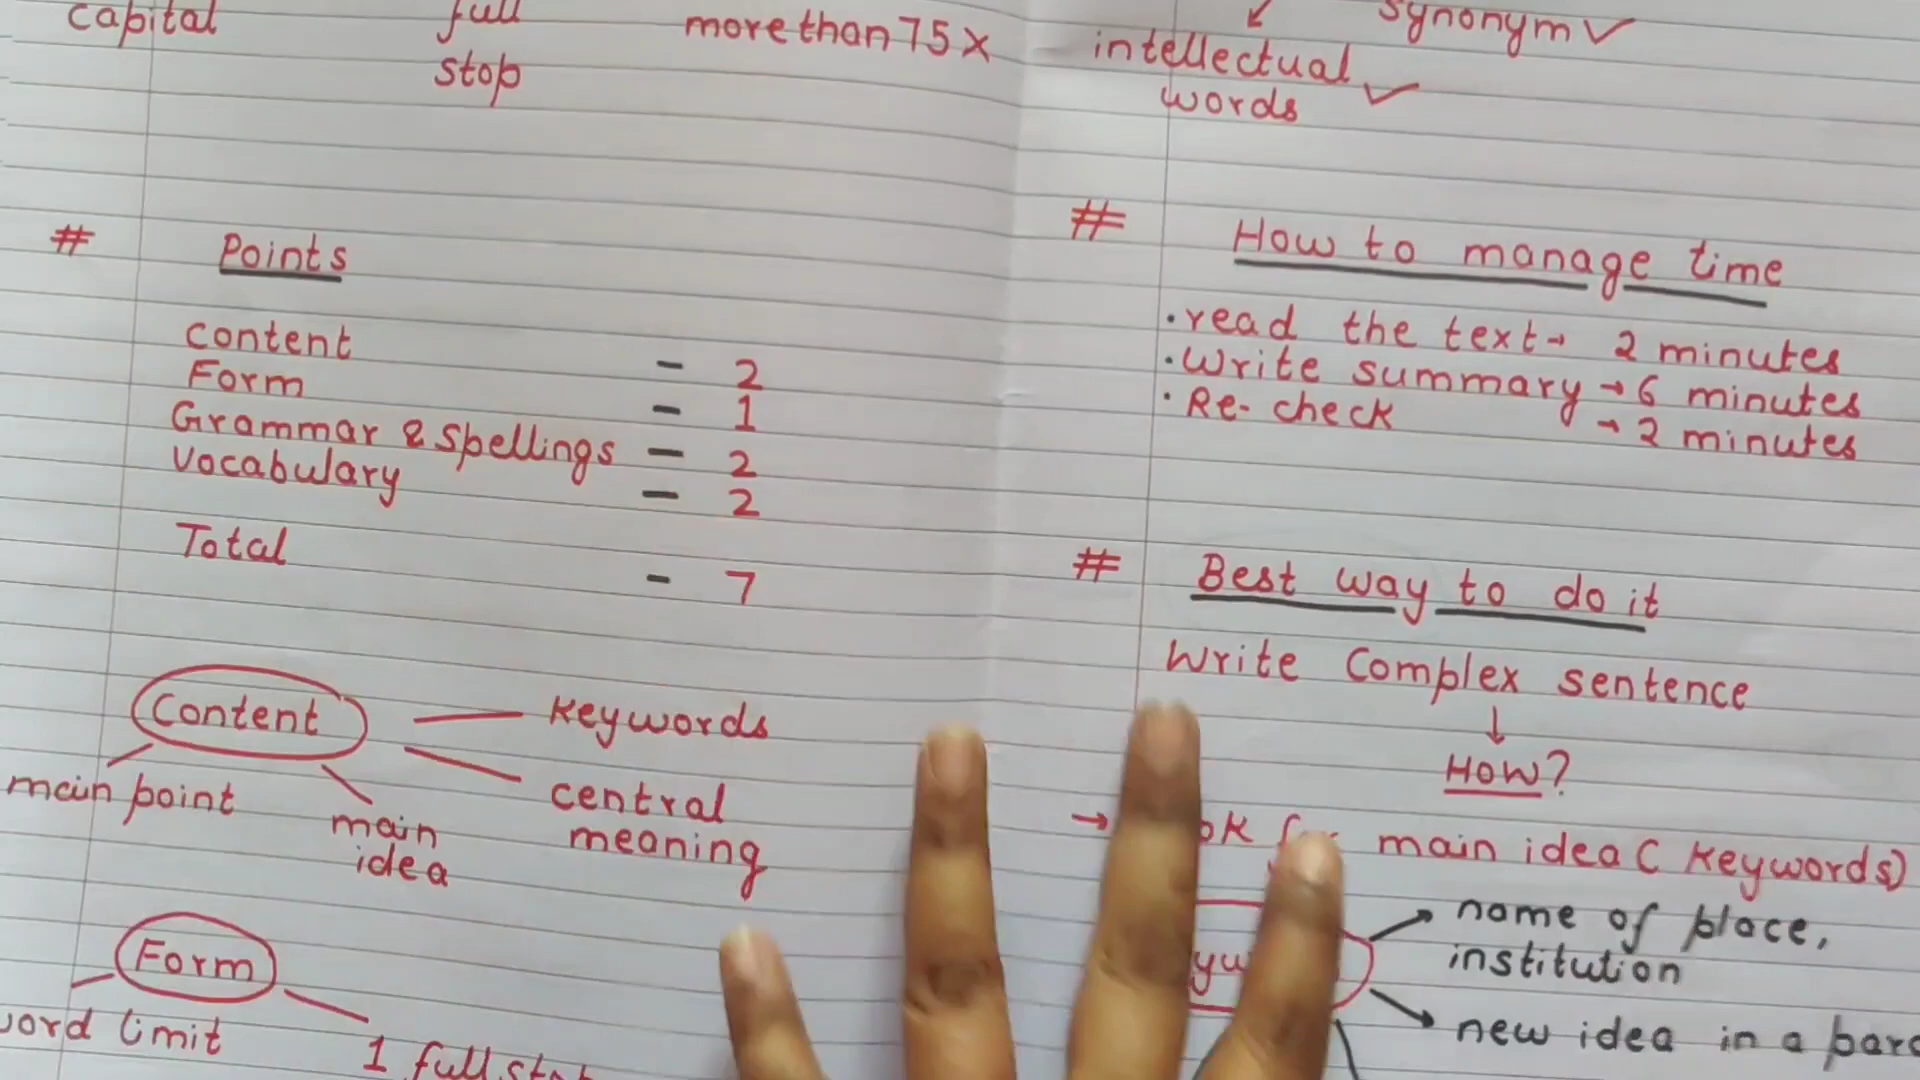 capital
full
stop
more than 75 x
#
Points
Content - 2
Form - 1
Grammar & Spellings - 2
Vocabulary - 2
Total - 7
Content
Keywords
central
meaning
main point
main
idea
Form
limit
1 full
synonym ✓
intellectual
words ✓
#
How to manage time
• read the text → 2 minutes
• Write summary → 6 minutes
• Re-check → 2 minutes
#
Best way to do it
Write Complex sentence
↓
How?
→ main idea ( Keywords)
name of place,
institution
new idea in a